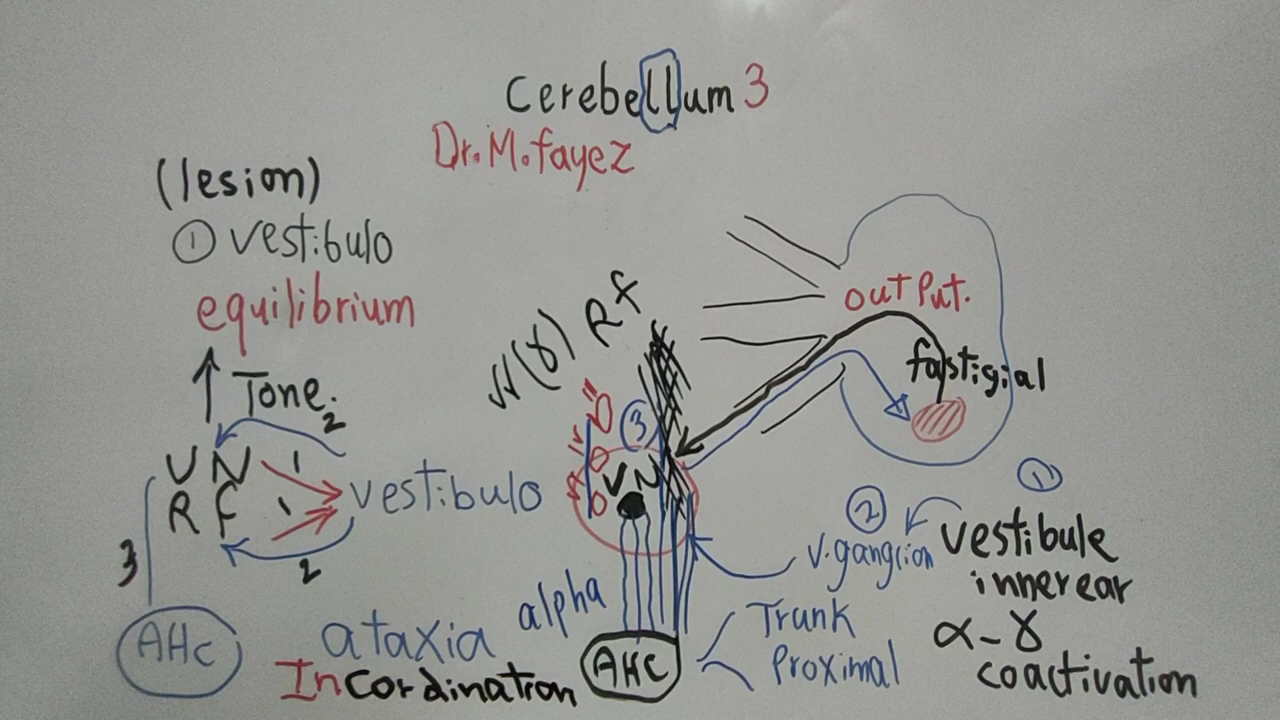 Cerebellum 3
Dr. M. fayez
(lesion)
① vestibulo
equilibrium
↑ Tone.
2
VN 1
RF 1
vestibulo
2
3
AHC
ataxia
InCordination
(γ) RF
3
VN
alpha
AHC
Trunk
Proximal
output.
fastigial
①
② vestibule
V.ganglion
inner ear
α-γ
coactivation